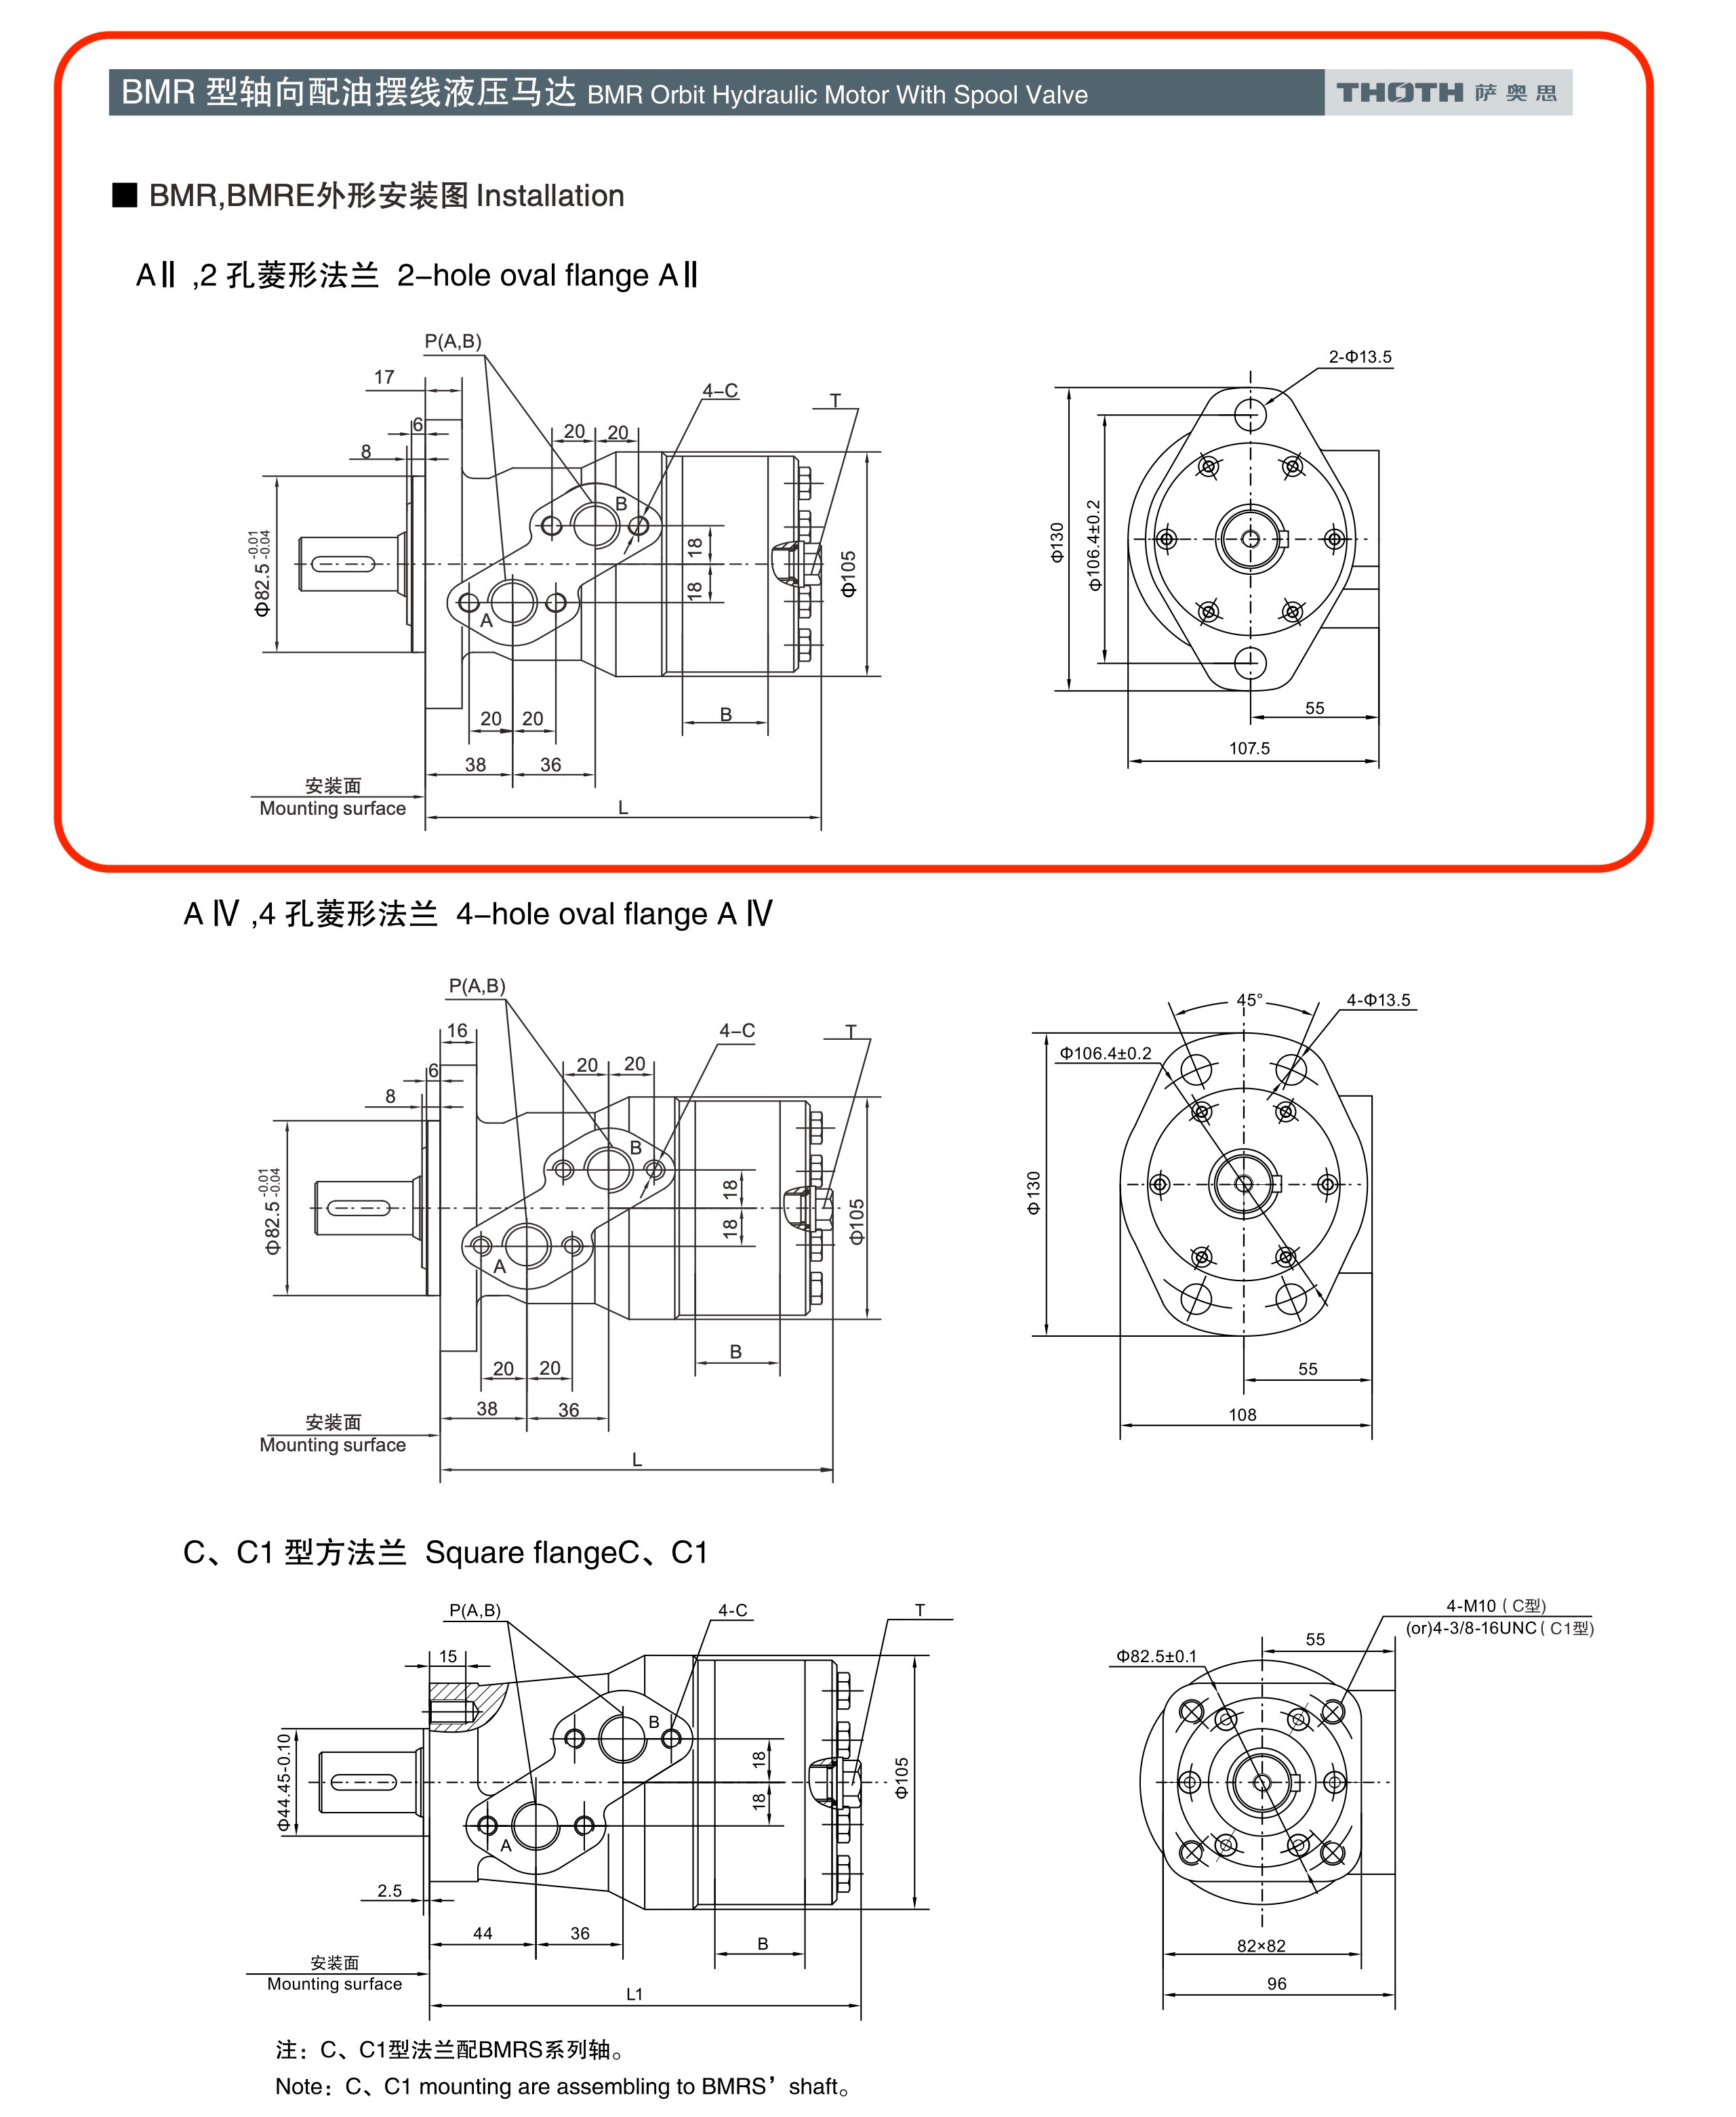 BMR 型轴向配油摆线液压马达 BMR Orbit Hydraulic Motor With Spool Valve
THOTH 萨奥思
■ BMR,BMRE外形安装图 Installation
AⅡ ,2 孔菱形法兰 2-hole oval flange AⅡ
P(A,B)
17
4-C
T
6
20 20
8
B
18
18
A
Φ82.5 -0.01 -0.04
Φ105
20 20
B
38 36
安装面
Mounting surface
L
2-Φ13.5
Φ130
Φ106.4±0.2
55
107.5
A Ⅳ ,4 孔菱形法兰 4-hole oval flange A Ⅳ
P(A,B)
16
4-C
T
6
20 20
8
B
18
18
A
Φ82.5 -0.01 -0.04
Φ105
20 20
B
38 36
安装面
Mounting surface
L
45°
4-Φ13.5
Φ106.4±0.2
Φ130
55
108
C、C1 型方法兰 Square flangeC、C1
P(A,B)
4-C
T
15
B
18
18
A
Φ44.45-0.10
Φ105
2.5
44 36
B
安装面
Mounting surface
L1
4-M10 ( C型)
(or)4-3/8-16UNC ( C1型)
55
Φ82.5±0.1
82×82
96
注：C、C1型法兰配BMRS系列轴。
Note：C、C1 mounting are assembling to BMRS’ shaft。